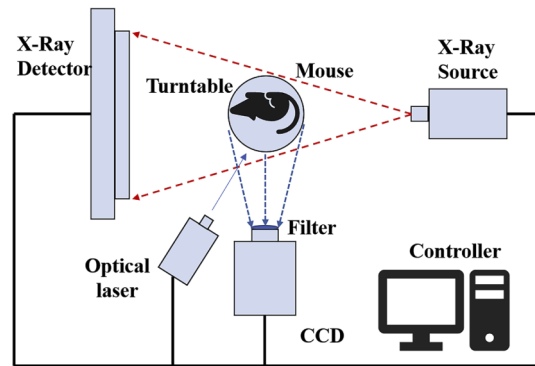 X-Ray
Detector
Turntable
Mouse
X-Ray
Source
Filter
Optical
laser
CCD
Controller